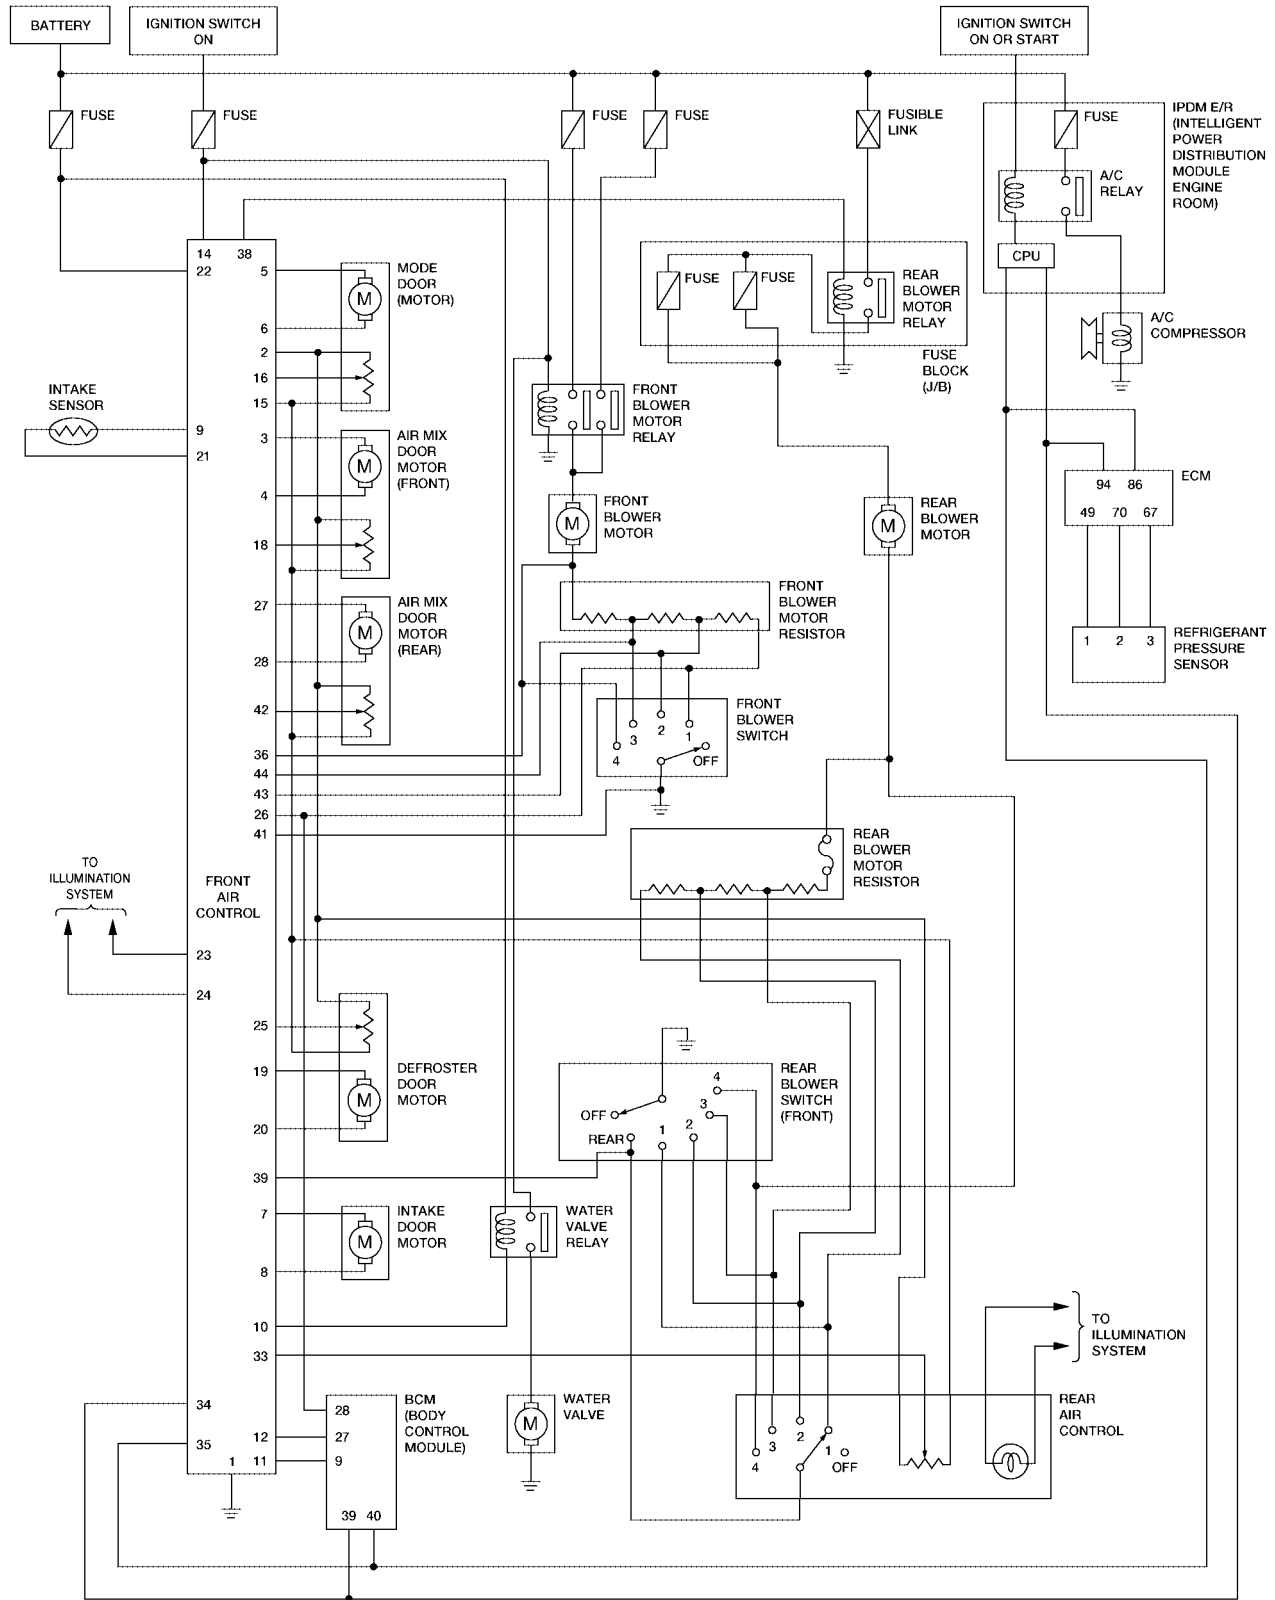 BATTERY
IGNITION SWITCH
ON
IGNITION SWITCH
ON OR START
FUSE
FUSE
FUSE
FUSE
FUSIBLE
LINK
FUSE
IPDM E/R
(INTELLIGENT
POWER
DISTRIBUTION
MODULE
ENGINE
ROOM)
A/C
RELAY
CPU
A/C
COMPRESSOR
14
38
22
5
6
2
16
15
9
21
3
4
18
27
28
42
36
44
43
26
41
FRONT
AIR
CONTROL
23
24
25
19
20
39
7
8
10
33
34
35
12
11
1
MODE
DOOR
(MOTOR)
M
INTAKE
SENSOR
AIR MIX
DOOR
MOTOR
(FRONT)
M
AIR MIX
DOOR
MOTOR
(REAR)
M
FUSE
FUSE
REAR
BLOWER
MOTOR
RELAY
FUSE
BLOCK
(J/B)
FRONT
BLOWER
MOTOR
RELAY
FRONT
BLOWER
MOTOR
M
REAR
BLOWER
MOTOR
M
ECM
94
86
49
70
67
1
2
3
REFRIGERANT
PRESSURE
SENSOR
FRONT
BLOWER
MOTOR
RESISTOR
FRONT
BLOWER
SWITCH
3
2
1
4
OFF
REAR
BLOWER
MOTOR
RESISTOR
TO
ILLUMINATION
SYSTEM
DEFROSTER
DOOR
MOTOR
M
REAR
BLOWER
SWITCH
(FRONT)
4
3
OFF
2
1
REAR
INTAKE
DOOR
MOTOR
M
WATER
VALVE
RELAY
TO
ILLUMINATION
SYSTEM
BCM
(BODY
CONTROL
MODULE)
28
27
9
39
40
WATER
VALVE
M
REAR
AIR
CONTROL
3
2
1
4
OFF